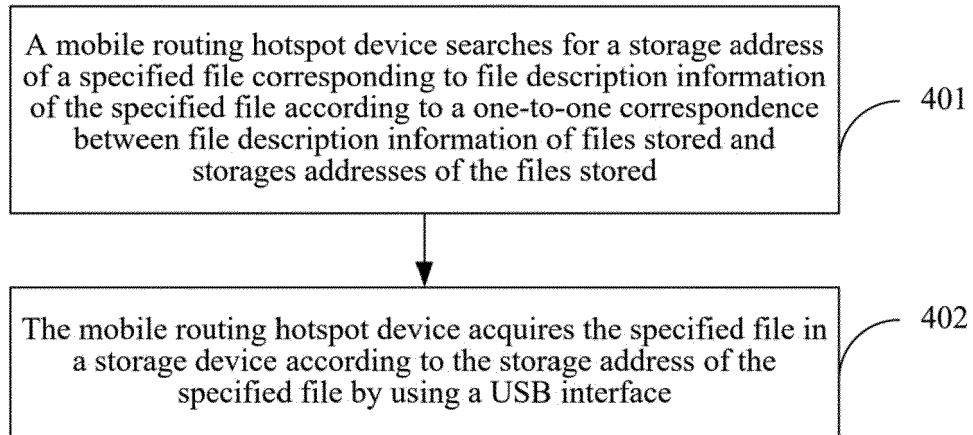 A mobile routing hotspot device searches for a storage address
of a specified file corresponding to file description information
of the specified file according to a one-to-one correspondence
between file description information of files stored and
storages addresses of the files stored
401
The mobile routing hotspot device acquires the specified file in
a storage device according to the storage address of the
specified file by using a USB interface
402